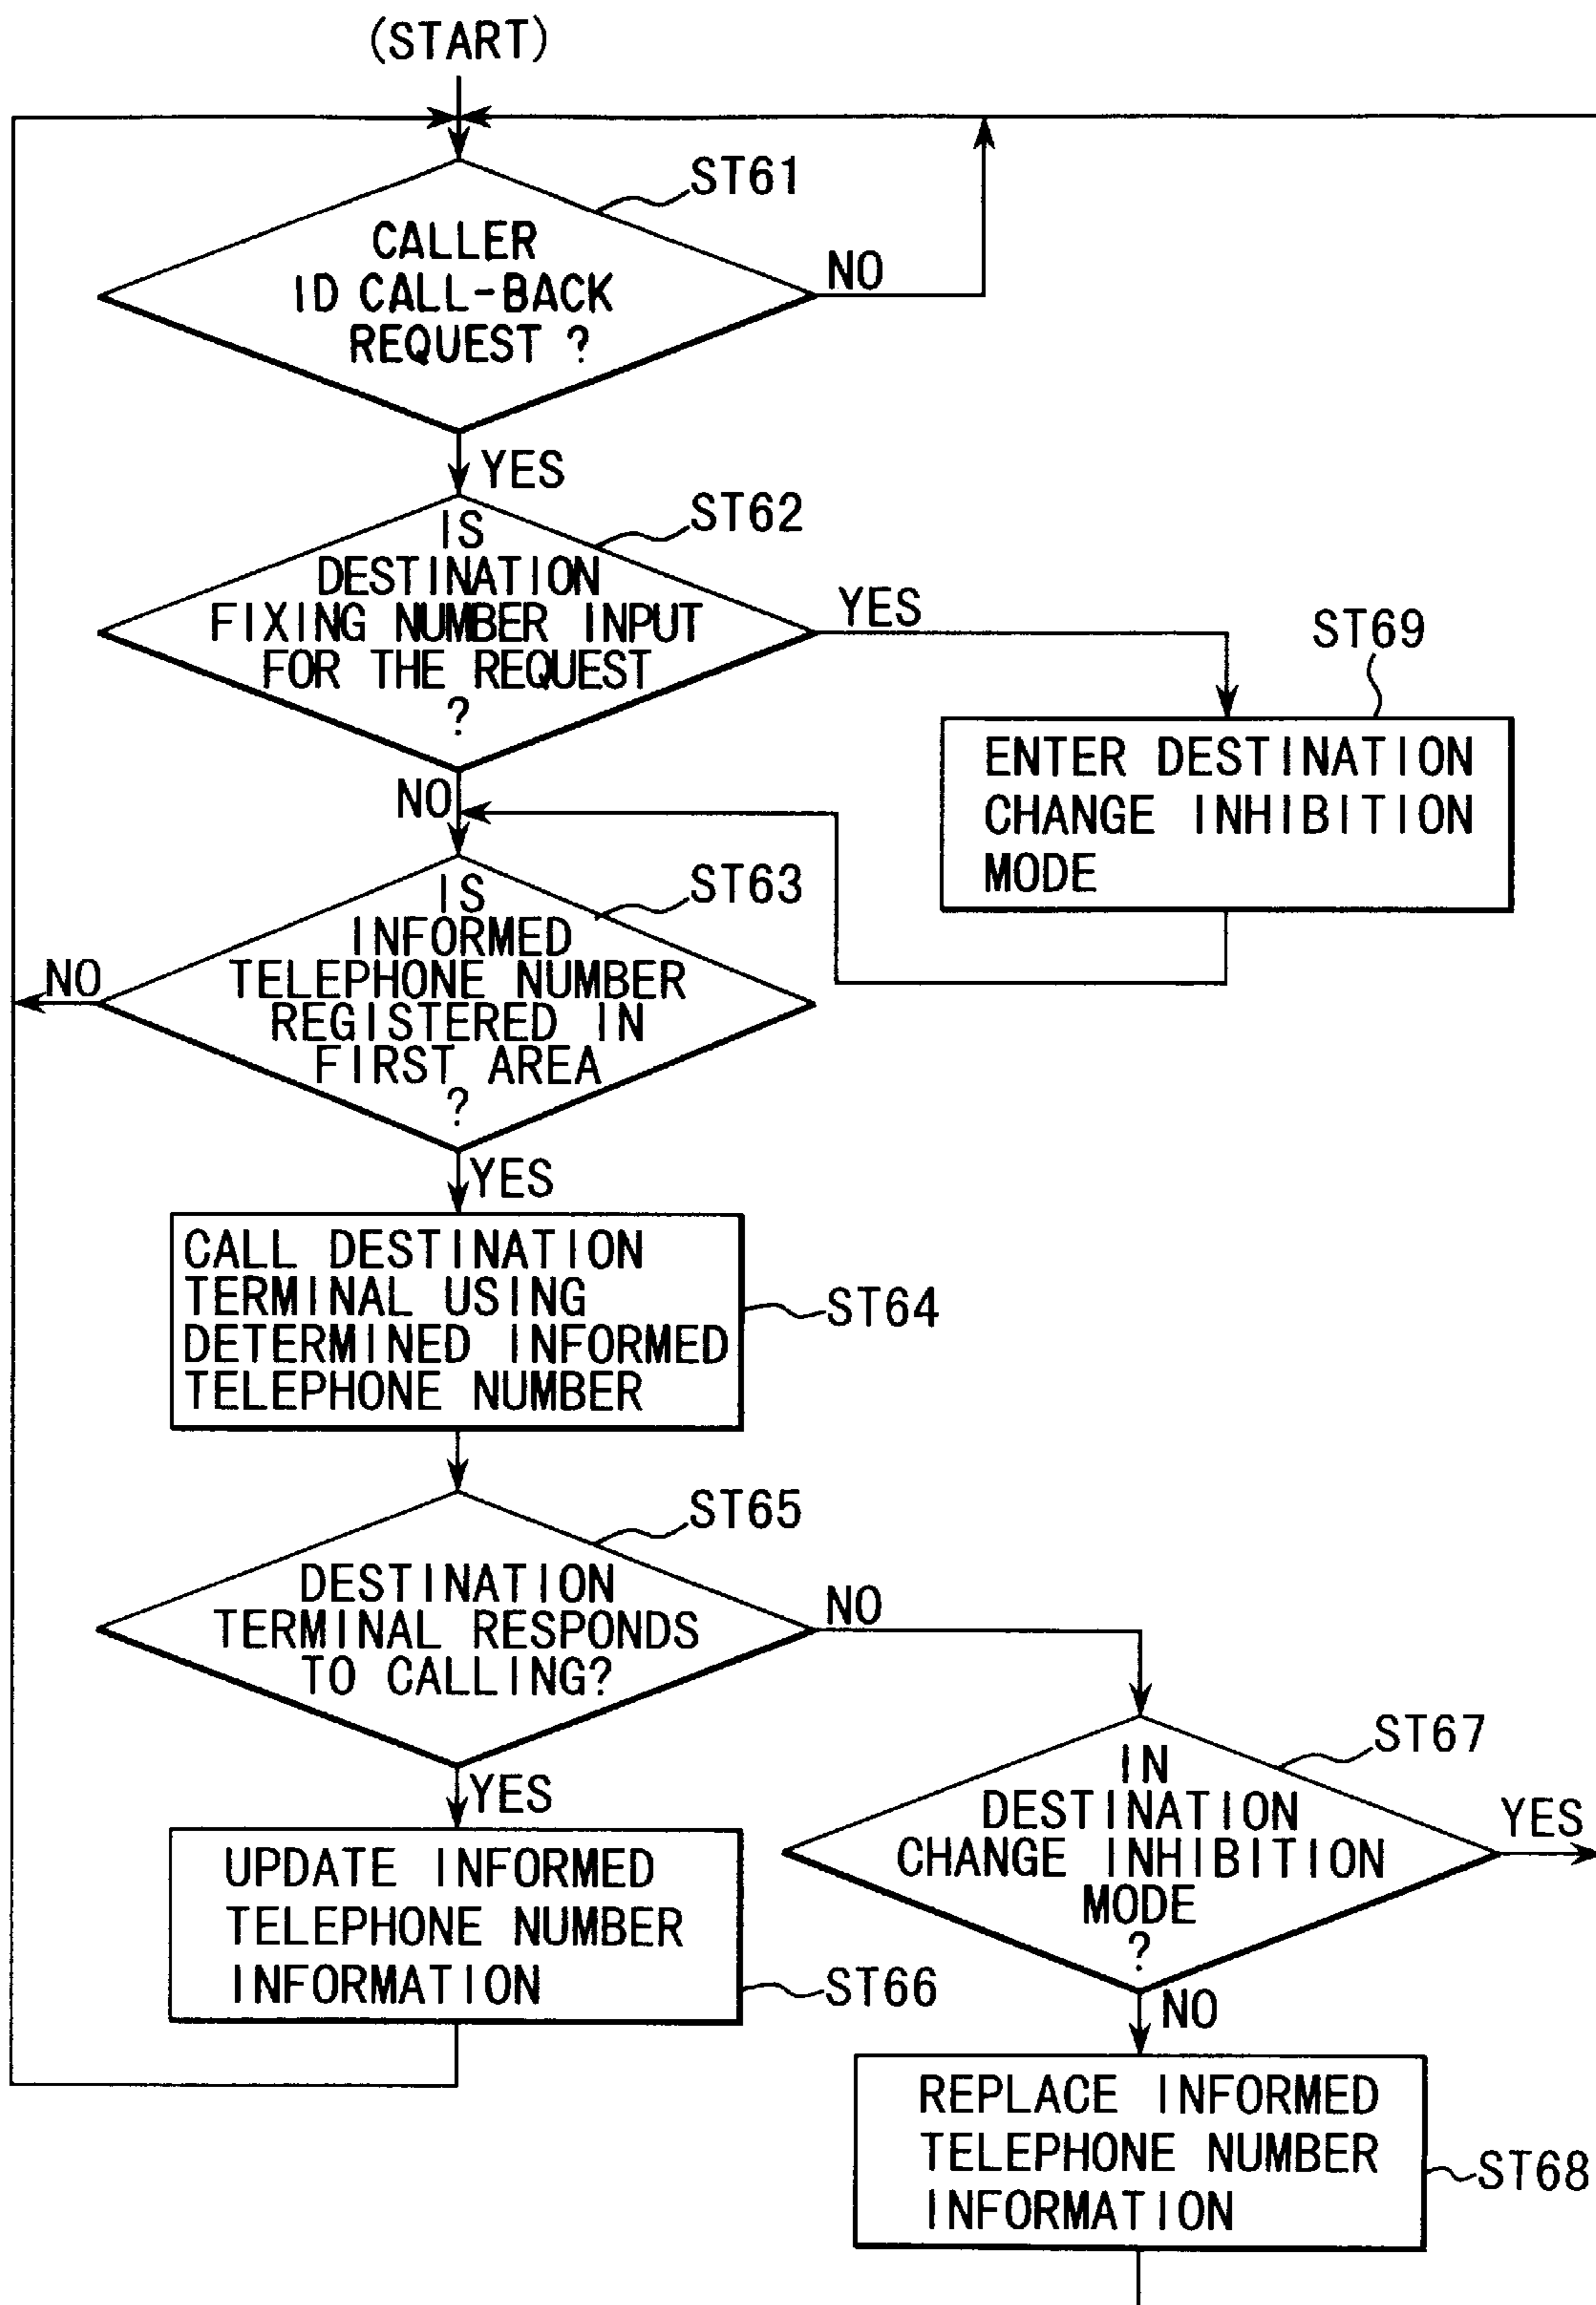 (START)
ST61
CALLER
ID CALL-BACK
REQUEST ?
NO
YES
ST62
IS
DESTINATION
FIXING NUMBER INPUT
FOR THE REQUEST
?
YES
ST69
ENTER DESTINATION
CHANGE INHIBITION
MODE
NO
ST63
IS
INFORMED
TELEPHONE NUMBER
REGISTERED IN
FIRST AREA
?
NO
YES
CALL DESTINATION
TERMINAL USING
DETERMINED INFORMED
TELEPHONE NUMBER
ST64
ST65
DESTINATION
TERMINAL RESPONDS
TO CALLING?
NO
YES
ST67
IN
DESTINATION
CHANGE INHIBITION
MODE
?
YES
UPDATE INFORMED
TELEPHONE NUMBER
INFORMATION
ST66
NO
REPLACE INFORMED
TELEPHONE NUMBER
INFORMATION
ST68